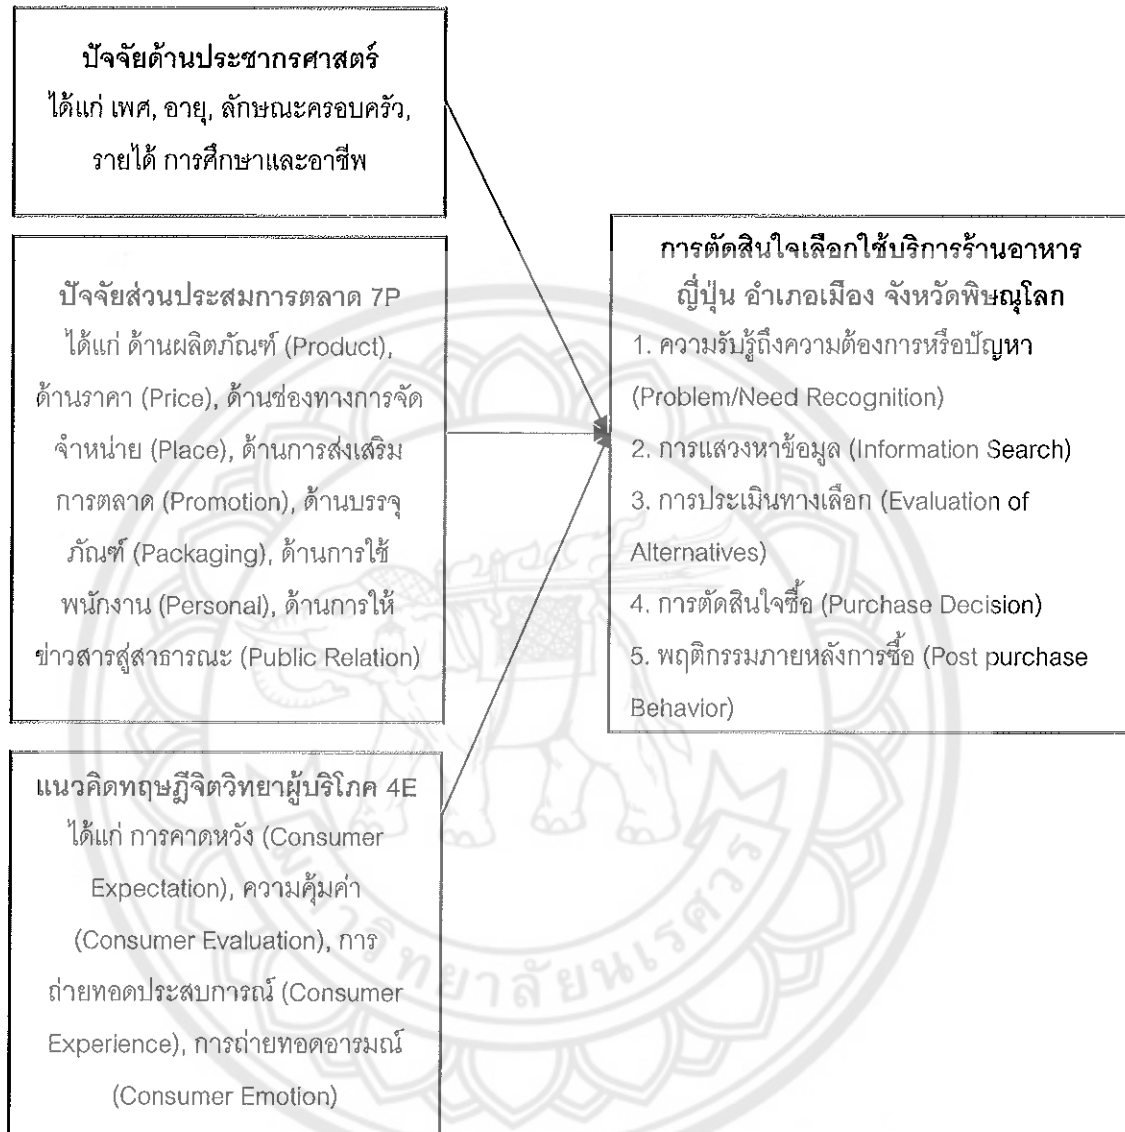 ปัจจัยด้านประชากรศาสตร์
ได้แก่ เพศ, อายุ, ลักษณะครอบครัว,
รายได้ การศึกษาและอาชีพ
ปัจจัยส่วนประสมการตลาด 7P
ได้แก่ ด้านผลิตภัณฑ์ (Product),
ด้านราคา (Price), ด้านช่องทางการจัด
จำหน่าย (Place), ด้านการส่งเสริม
การตลาด (Promotion), ด้านบรรจุ
ภัณฑ์ (Packaging), ด้านการใช้
พนักงาน (Personal), ด้านการให้
ข่าวสารสู่สาธารณะ (Public Relation)
แนวคิดทฤษฎีจิตวิทยาผู้บริโภค 4E
ได้แก่ การคาดหวัง (Consumer
Expectation), ความคุ้มค่า
(Consumer Evaluation), การ
ถ่ายทอดประสบการณ์ (Consumer
Experience), การถ่ายทอดอารมณ์
(Consumer Emotion)
การตัดสินใจเลือกใช้บริการร้านอาหาร
ญี่ปุ่น อำเภอเมือง จังหวัดพิษณุโลก
1. ความรับรู้ถึงความต้องการหรือปัญหา
(Problem/Need Recognition)
2. การแสวงหาข้อมูล (Information Search)
3. การประเมินทางเลือก (Evaluation of
Alternatives)
4. การตัดสินใจซื้อ (Purchase Decision)
5. พฤติกรรมภายหลังการซื้อ (Post purchase
Behavior)
มหาวิทยาลัยนเรศวร